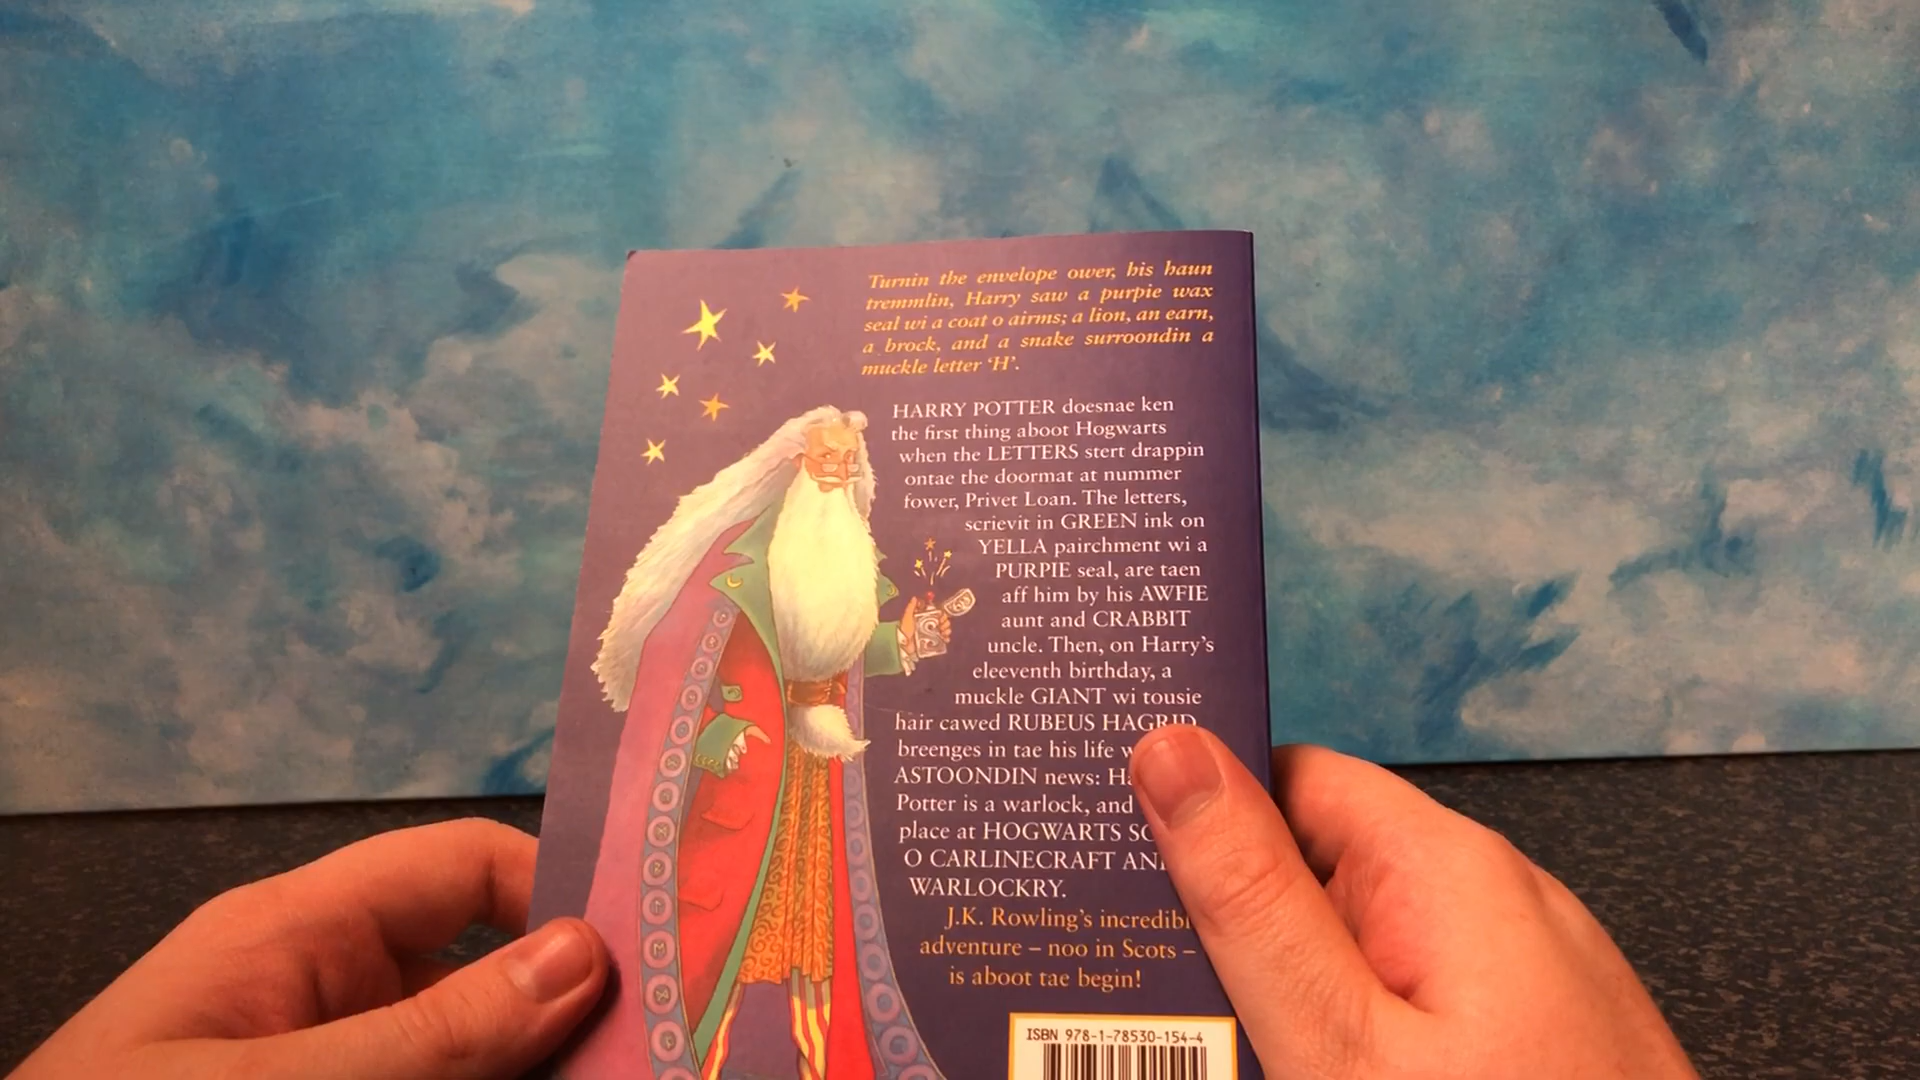 Turnin the envelope ower, his haun
tremmlin, Harry saw a purpie wax
seal wi a coat o airms; a lion, an earn,
a brock, and a snake surroondin a
muckle letter ‘H’.
HARRY POTTER doesnae ken
the first thing aboot Hogwarts
when the LETTERS stert drappin
ontae the doormat at nummer
fower, Privet Loan. The letters,
scrievit in GREEN ink on
YELLA pairchment wi a
PURPIE seal, are taen
aff him by his AWFIE
aunt and CRABBIT
uncle. Then, on Harry’s
eleeventh birthday, a
muckle GIANT wi tousie
hair cawed RUBEUS HAGRID
breenges in tae his life
ASTOONDIN news:
Potter is a warlock, and
place at HOGWARTS
O CARLINECRAFT
WARLOCKRY.
J.K. Rowling’s
adventure – noo in Scots –
is aboot tae begin!
ISBN 978-1-78530-154-4